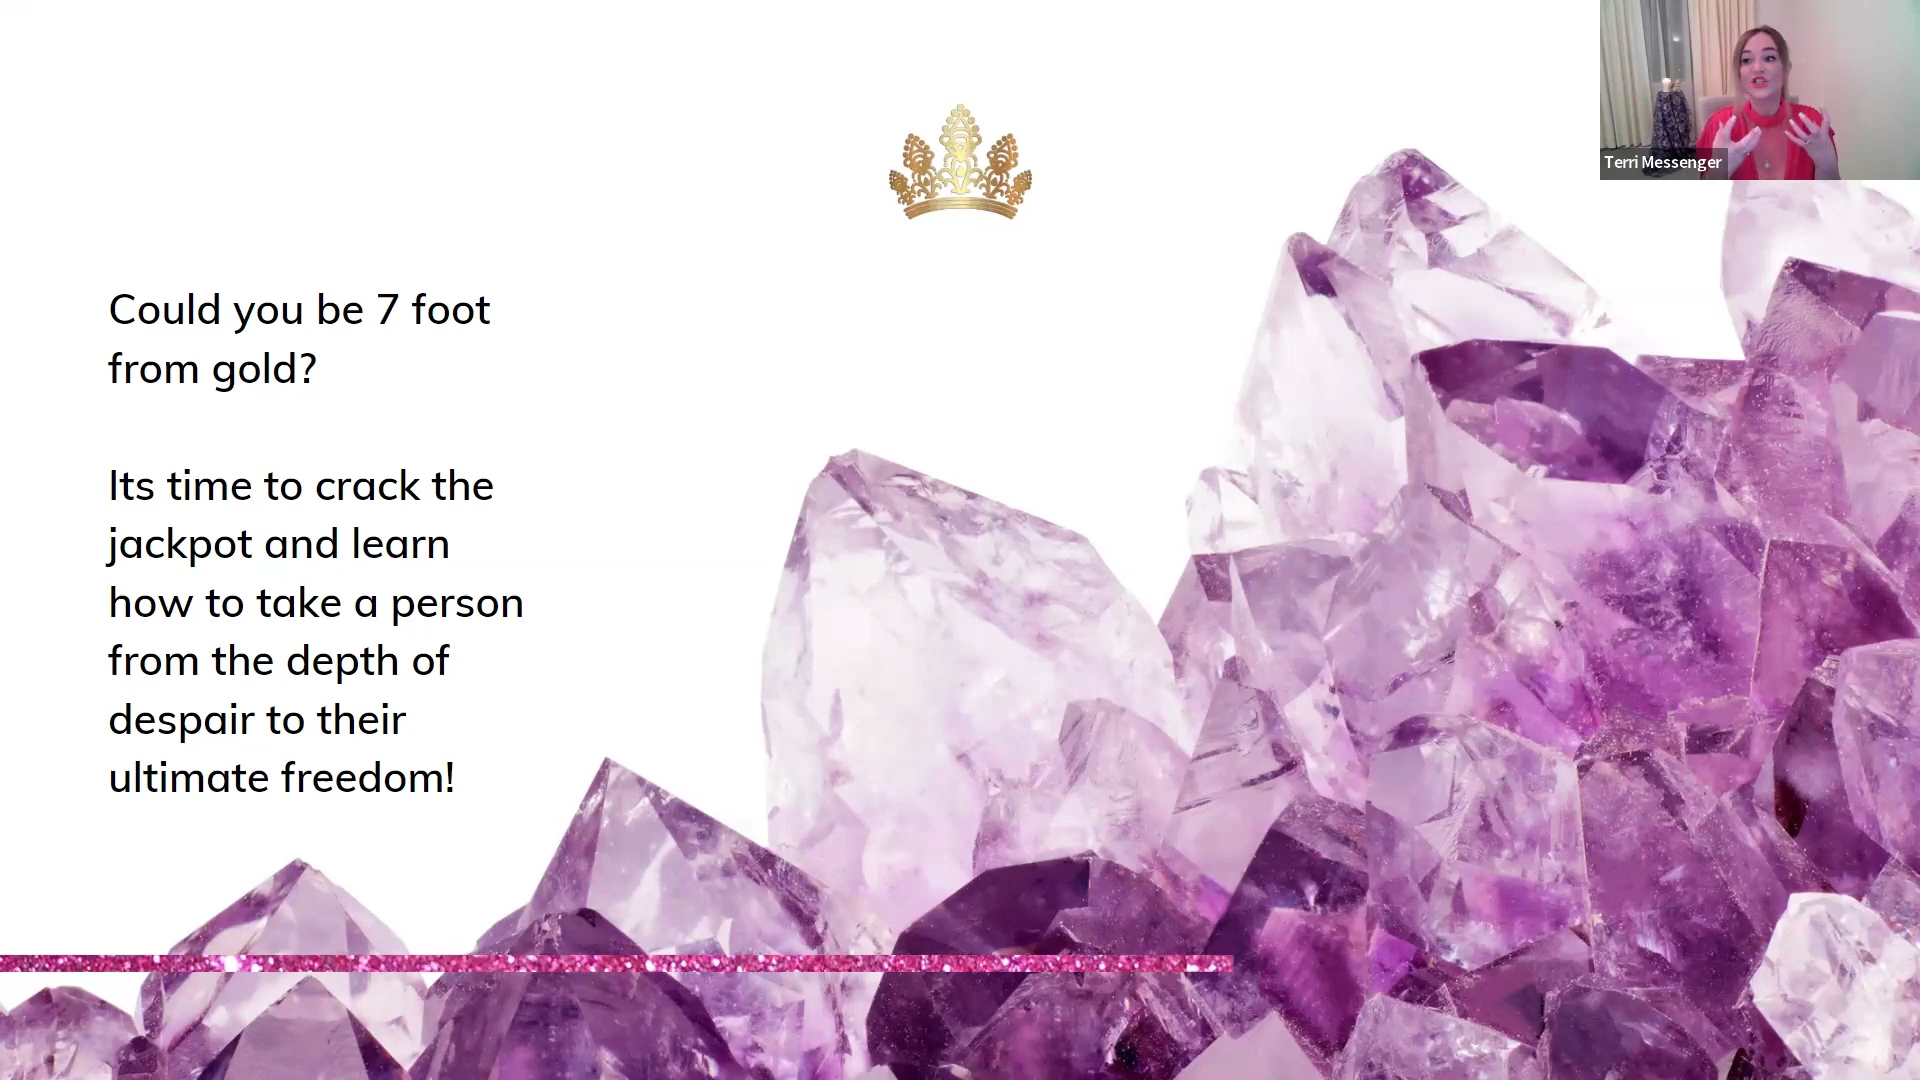 Terri Messenger
Could you be 7 foot
from gold?
Its time to crack the
jackpot and learn
how to take a person
from the depth of
despair to their
ultimate freedom!